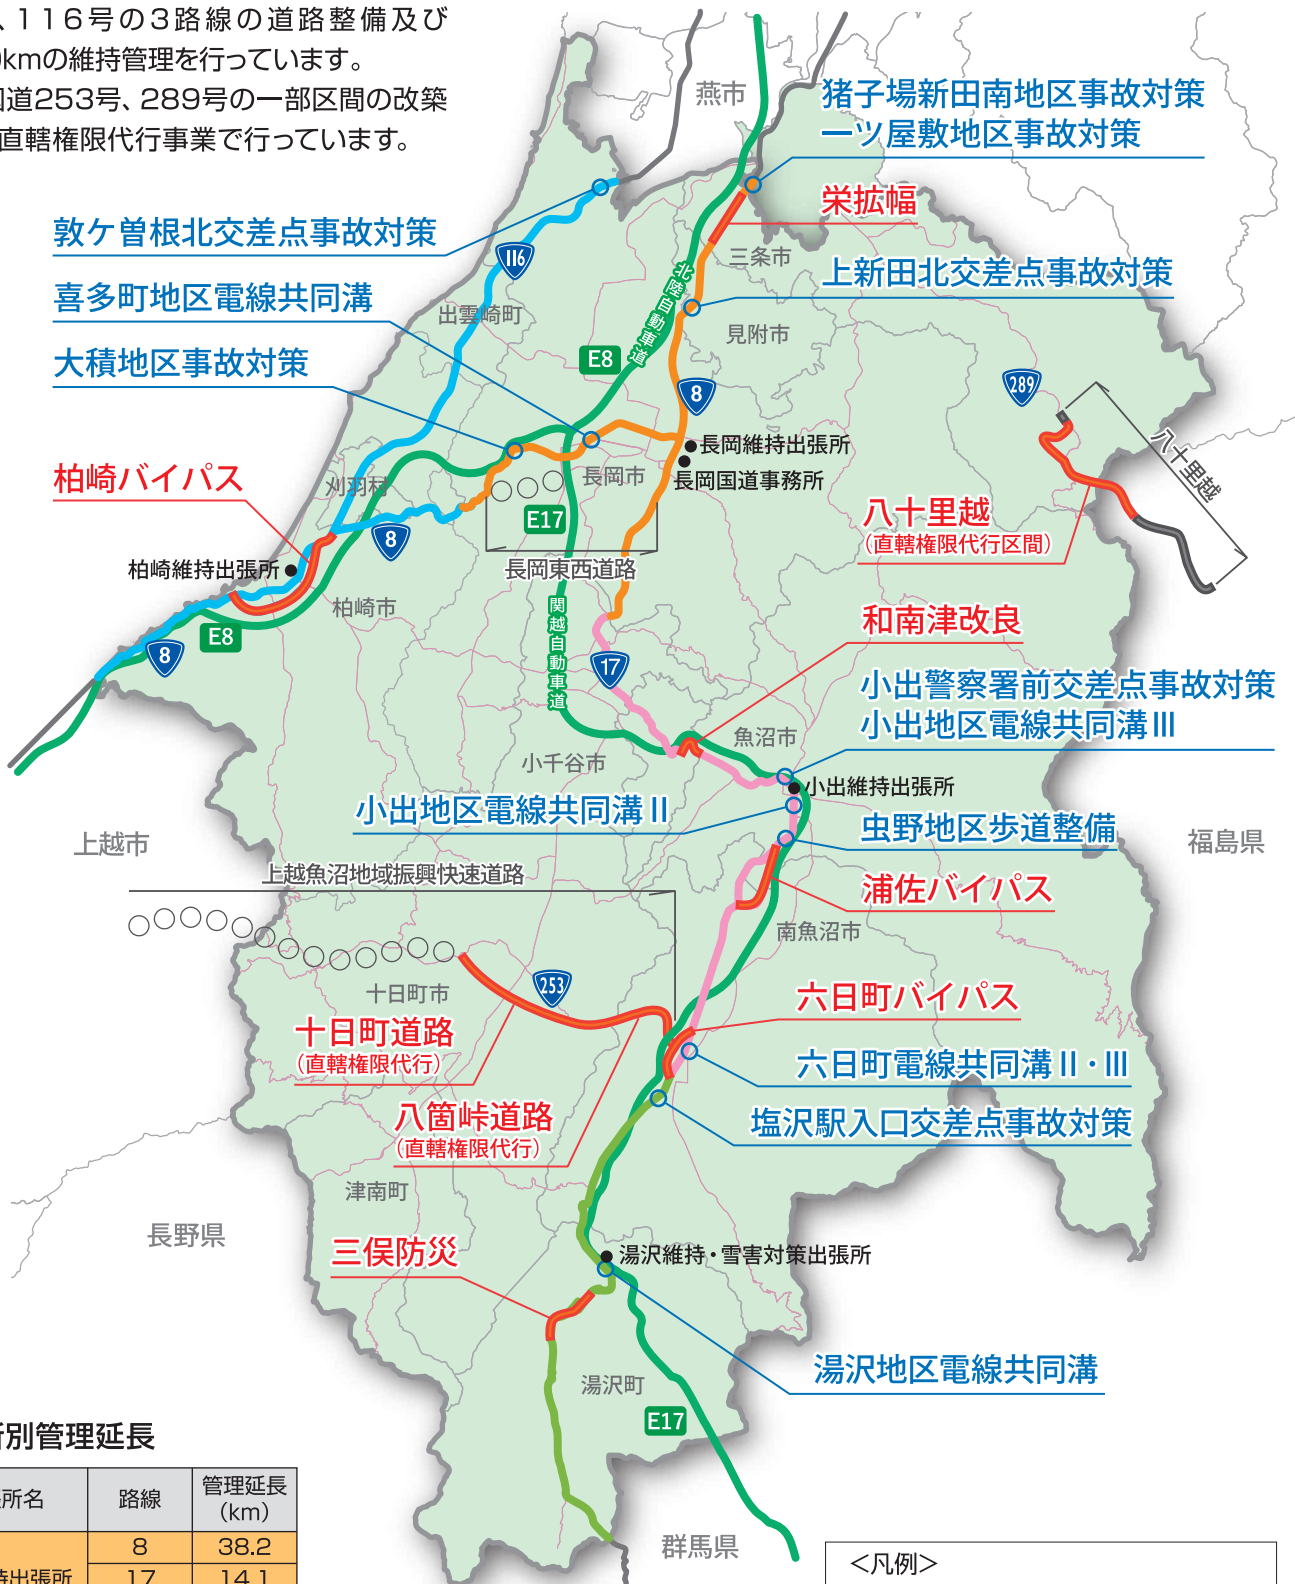 、116号の3路線の道路整備及び
kmの維持管理を行っています。
道253号、289号の一部区間の改築
直轄権限代行事業で行っています。
燕市
猪子場新田南地区事故対策
一ツ屋敷地区事故対策
栄拡幅
敦ケ曽根北交差点事故対策
116
三条市
上新田北交差点事故対策
喜多町地区電線共同溝
北陸自動車道
出雲崎町
見附市
大積地区事故対策
E8
8
289
長岡維持出張所
長岡国道事務所
八十里越
柏崎バイパス
刈羽村
長岡市
E17
8
八十里越
(直轄権限代行区間)
長岡東西道路
柏崎維持出張所
柏崎市
関越自動車道
E8
8
17
和南津改良
小出警察署前交差点事故対策
小出地区電線共同溝Ⅲ
魚沼市
小千谷市
小出維持出張所
小出地区電線共同溝Ⅱ
虫野地区歩道整備
上越市
福島県
上越魚沼地域振興快速道路
浦佐バイパス
南魚沼市
253
十日町市
六日町バイパス
十日町道路
(直轄権限代行)
六日町電線共同溝Ⅱ・Ⅲ
八箇峠道路
(直轄権限代行)
塩沢駅入口交差点事故対策
津南町
長野県
三俣防災
湯沢維持・雪害対策出張所
湯沢地区電線共同溝
湯沢町
E17
別管理延長
所名 路線 管理延長
(km)
8 38.2
持出張所 17 14.1
群馬県
＜凡例＞